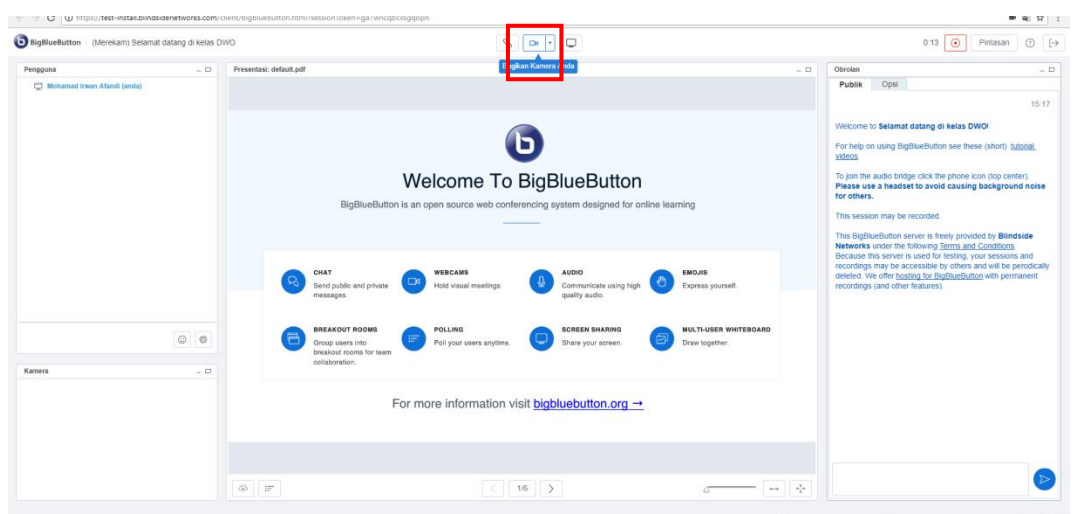 BigBlueButton
(Merekam) Selamat datang di kelas DWO
0:13
Pintasan
Pengguna
Mohamad Irwan Afandi (anda)
Kamera
Presentasi: default.pdf
Bagikan Kamera Anda
Welcome To BigBlueButton
BigBlueButton is an open source web conferencing system designed for online learning
CHAT
Send public and private
messages.
WEBCAMS
Hold visual meetings.
AUDIO
Communicate using high
quality audio.
EMOJIS
Express yourself.
BREAKOUT ROOMS
Group users into
breakout rooms for team
collaboration.
POLLING
Poll your users anytime.
SCREEN SHARING
Share your screen.
MULTI-USER WHITEBOARD
Draw together.
For more information visit bigbluebutton.org →
1/6
Obrolan
Publik
Opsi
15:17
Welcome to Selamat datang di kelas DWO!
For help on using BigBlueButton see these (short) tutorial
videos.
To join the audio bridge click the phone icon (top center).
Please use a headset to avoid causing background noise
for others.
This session may be recorded.
This BigBlueButton server is freely provided by Blindside
Networks under the following Terms and Conditions.
Because this server is used for testing, your sessions and
recordings may be accessible by others and will be perodically
deleted. We offer hosting for BigBlueButton with permanent
recordings (and other features).